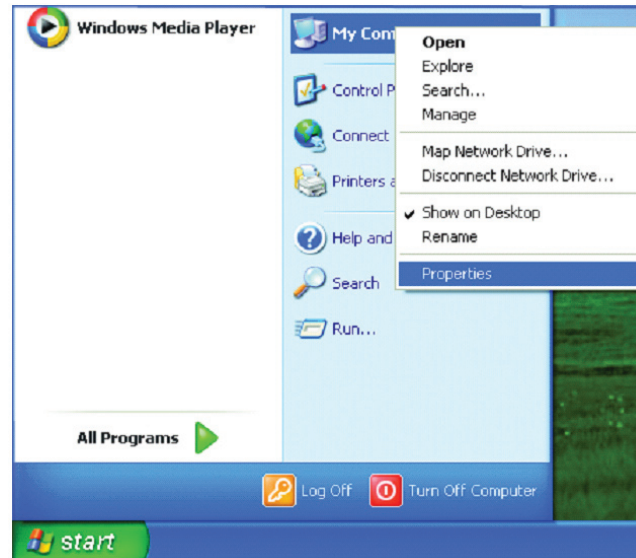 Windows Media Player
My Com
Control P
Connect
Printers a
Help and
Search
Run...
Open
Explore
Search...
Manage
Map Network Drive...
Disconnect Network Drive...
Show on Desktop
Rename
Properties
All Programs
Log Off
Turn Off Computer
start